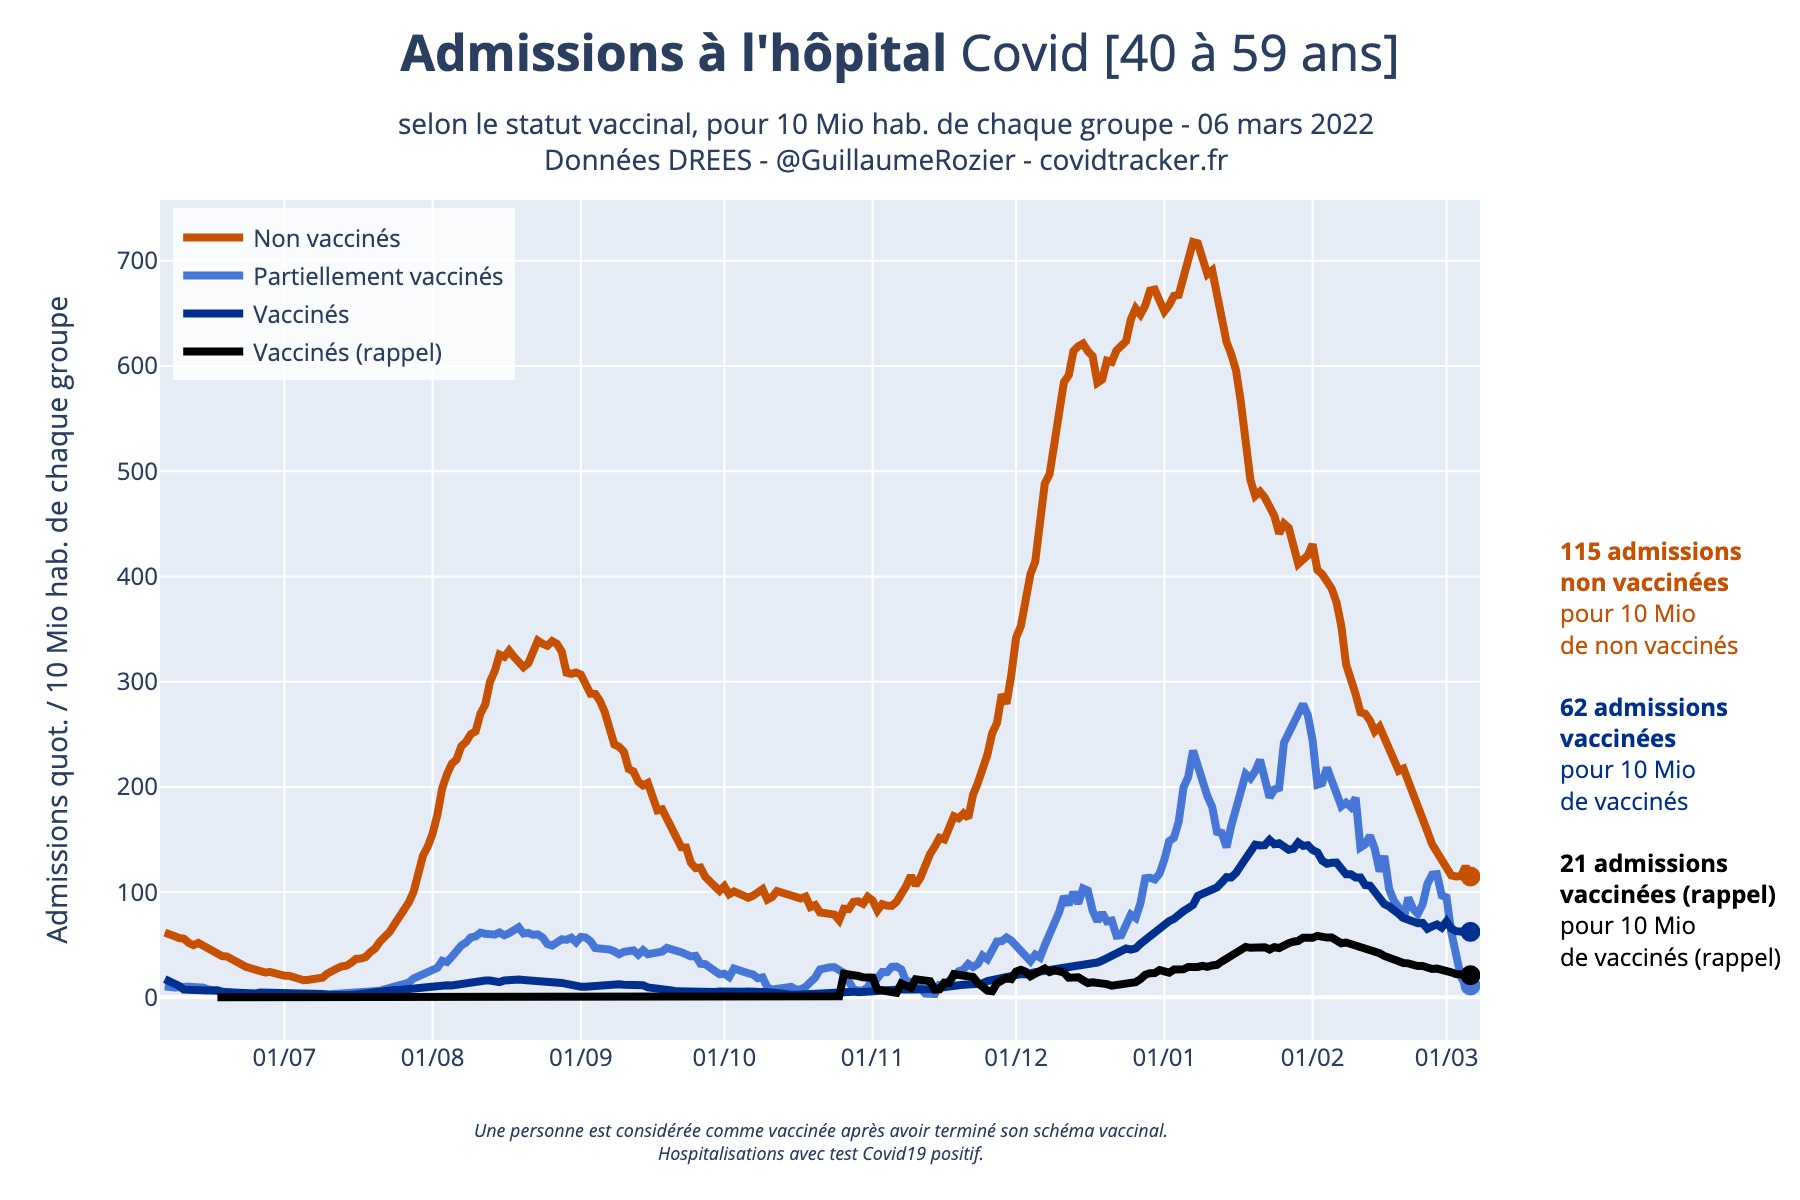 Admissions à l'hôpital Covid [40 à 59 ans]
selon le statut vaccinal, pour 10 Mio hab. de chaque groupe - 06 mars 2022
Données DREES - @GuillaumeRozier - covidtracker.fr
Non vaccinés
Partiellement vaccinés
Vaccinés
Vaccinés (rappel)
Admissions quot. / 10 Mio hab. de chaque groupe
700
600
500
400
300
200
100
0
01/07
01/08
01/09
01/10
01/11
01/12
01/01
01/02
01/03
115 admissions
non vaccinées
pour 10 Mio
de non vaccinés
62 admissions
vaccinées
pour 10 Mio
de vaccinés
21 admissions
vaccinées (rappel)
pour 10 Mio
de vaccinés (rappel)
Une personne est considérée comme vaccinée après avoir terminé son schéma vaccinal.
Hospitalisations avec test Covid19 positif.